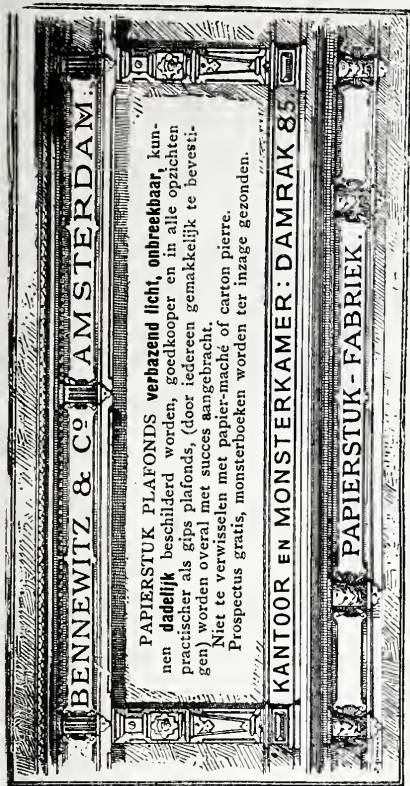 BENNEWITZ & Cº AMSTERDAM.
PAPIERSTUK PLAFONDS verbazend licht, onbreekbaar, kun-
nen dadelijk beschilderd worden, goedkooper en in alle opzichten
practischer als gips plafonds, (door iedereen gemakkelijk te bevesti-
gen) worden overal met succes aangebracht.
Niet te verwisselen met papier-maché of carton pierre.
Prospectus gratis, monsterboeken worden ter inzage gezonden.
KANTOOR EN MONSTERKAMER: DAMRAK 85.
PAPIERSTUK-FABRIEK.